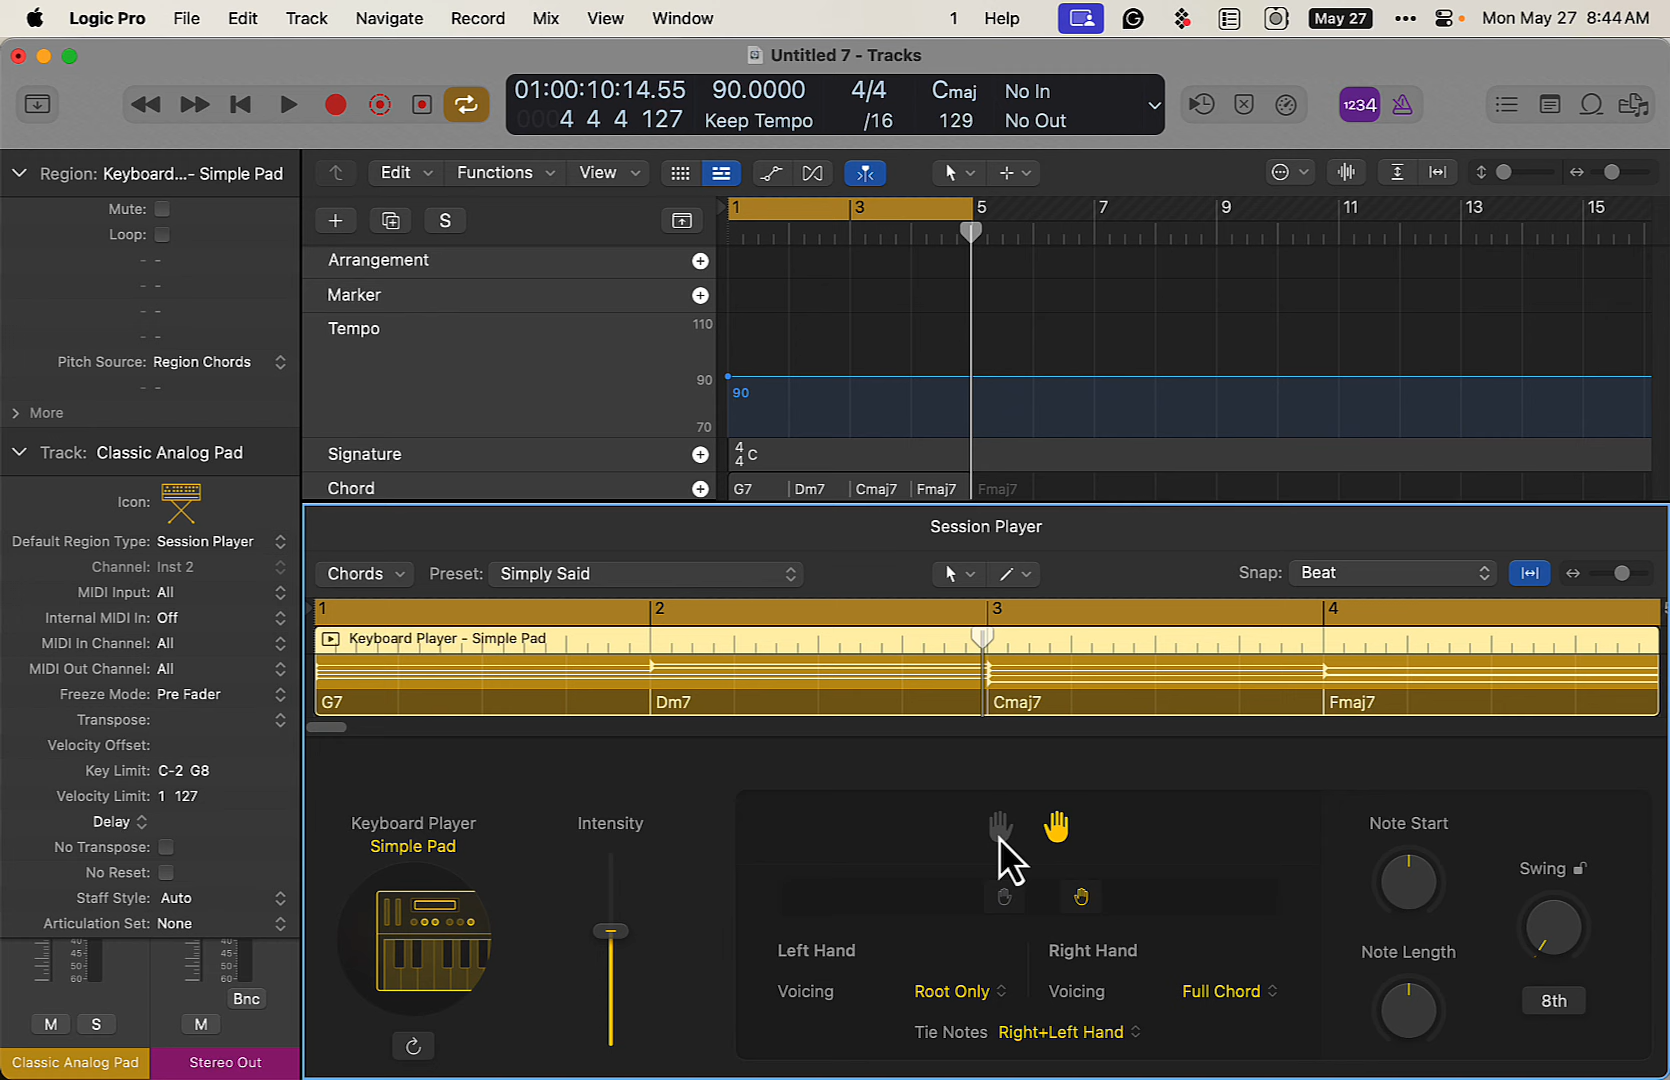 Logic Pro File Edit Track Navigate Record Mix View Window 1 Help May 27 Mon May 27 8:44 AM
Untitled 7 - Tracks
01:00:10:14.55 90.0000 4/4 Cmaj No In
0004 4 4 127 Keep Tempo /16 129 No Out
1234
Region: Keyboard...- Simple Pad
Edit Functions View
Mute:
Loop:
- -
- -
- -
- -
Pitch Source: Region Chords
- -
More
S
1 3 5 7 9 11 13 15
Arrangement
Marker
Tempo 110
90
90
70
Signature 4 4 C
Chord G7 Dm7 Cmaj7 Fmaj7 Fmaj7
Track: Classic Analog Pad
Icon:
Default Region Type: Session Player
Channel: Inst 2
MIDI Input: All
Internal MIDI In: Off
MIDI In Channel: All
MIDI Out Channel: All
Freeze Mode: Pre Fader
Transpose:
Velocity Offset:
Key Limit: C-2 G8
Velocity Limit: 1 127
Delay
No Transpose:
No Reset:
Staff Style: Auto
Articulation Set: None
40 40
45 45
50 50
60 60
Bnc
M S M
Classic Analog Pad Stereo Out
Session Player
Chords Preset: Simply Said Snap: Beat
1 2 3 4
Keyboard Player - Simple Pad
G7 Dm7 Cmaj7 Fmaj7
Keyboard Player
Simple Pad
Intensity
Left Hand Right Hand
Voicing Root Only Voicing Full Chord
Tie Notes Right+Left Hand
Note Start
Swing
Note Length
8th